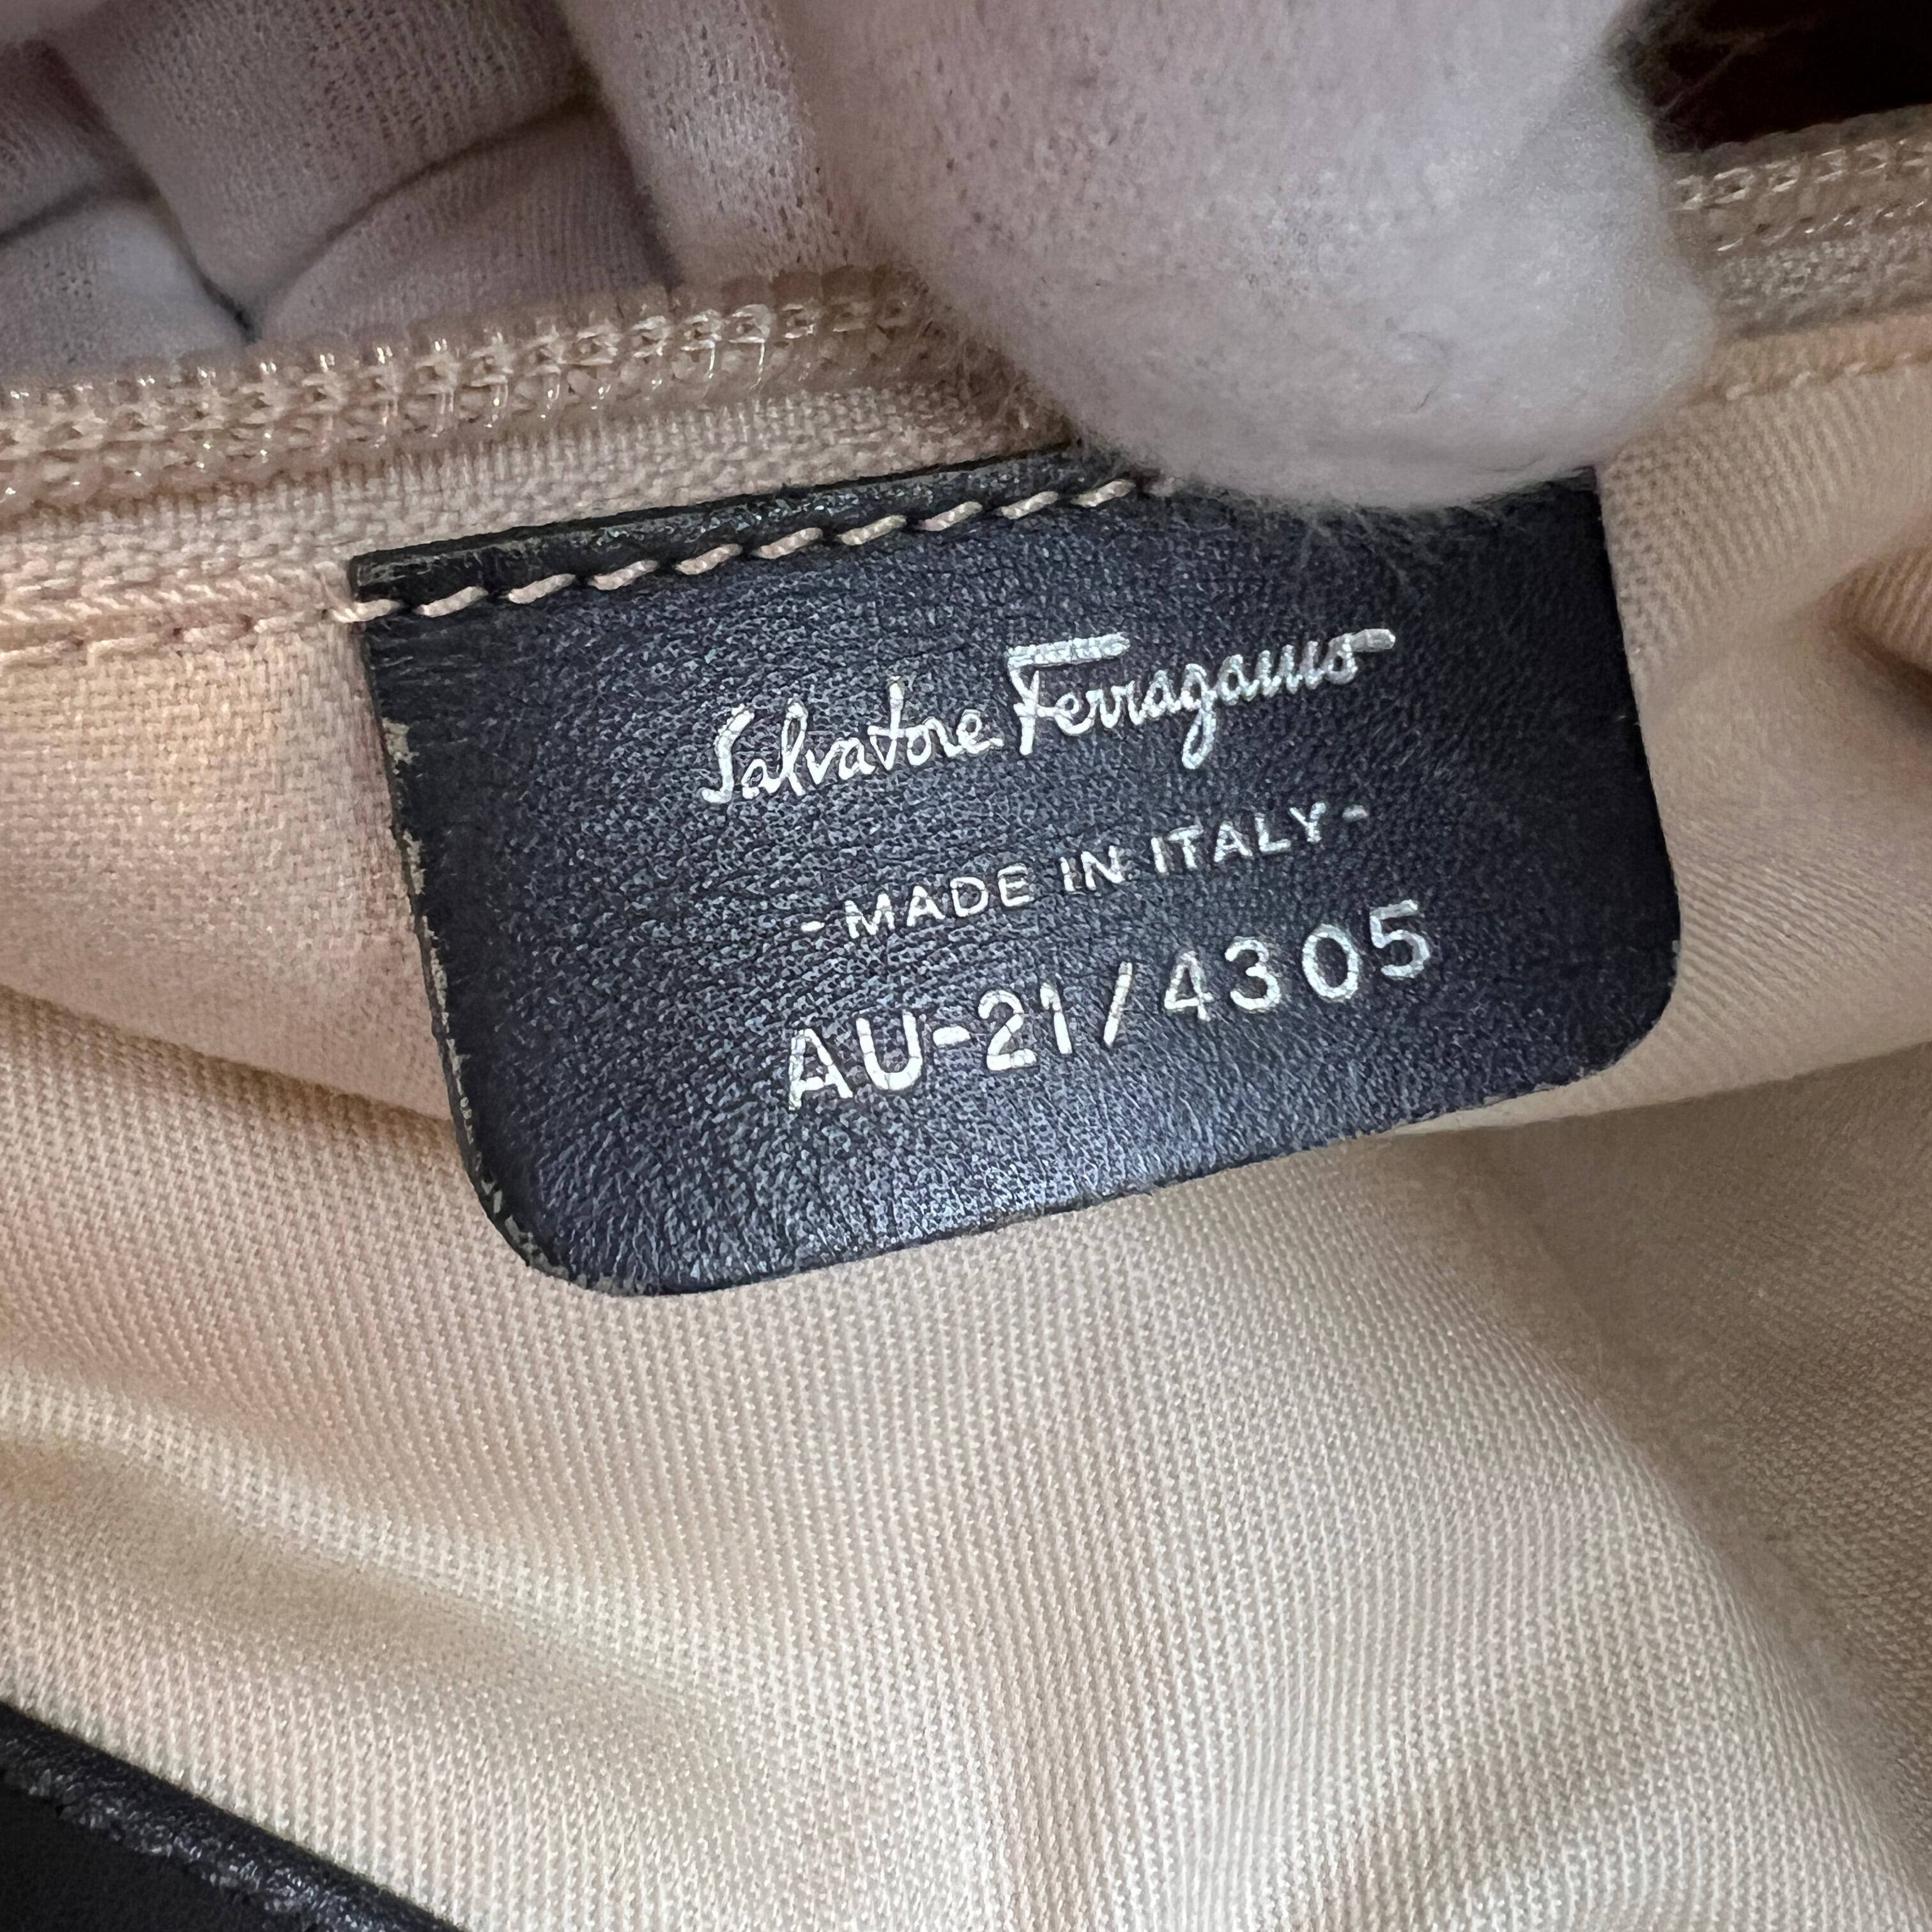 Salvatore Ferragamo
-MADE IN ITALY-
AU-21/4305